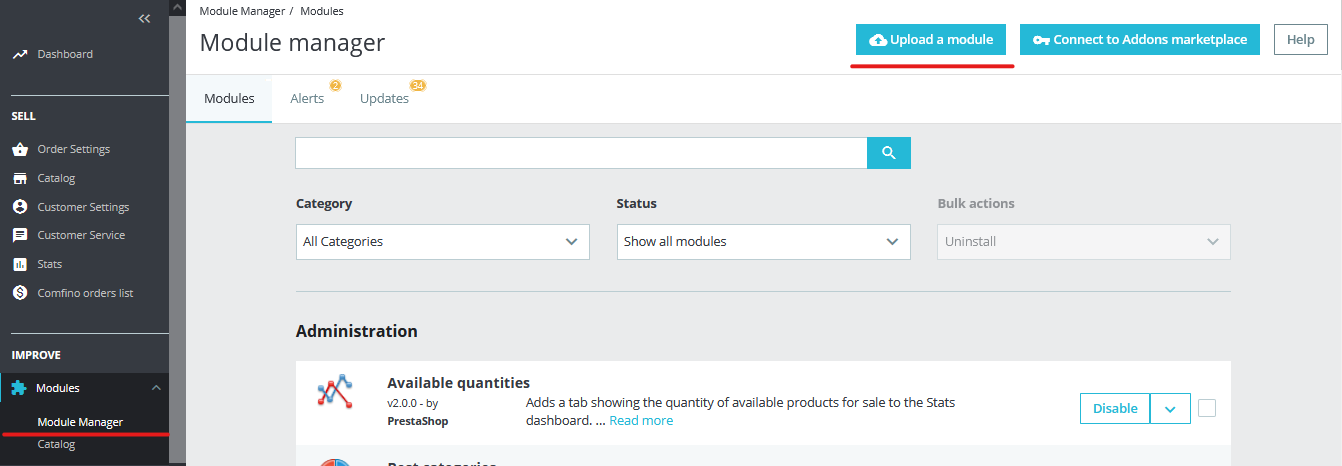 Module Manager / Modules
Module manager
Upload a module
Connect to Addons marketplace
Help
Dashboard
SELL
Order Settings
Catalog
Customer Settings
Customer Service
Stats
Comfino orders list
IMPROVE
Modules
Module Manager
Catalog
Modules
Alerts 2
Updates 34
Category
Status
Bulk actions
All Categories
Show all modules
Uninstall
Administration
Available quantities
v2.0.0 - by
PrestaShop
Adds a tab showing the quantity of available products for sale to the Stats
dashboard. ... Read more
Disable
Best categories